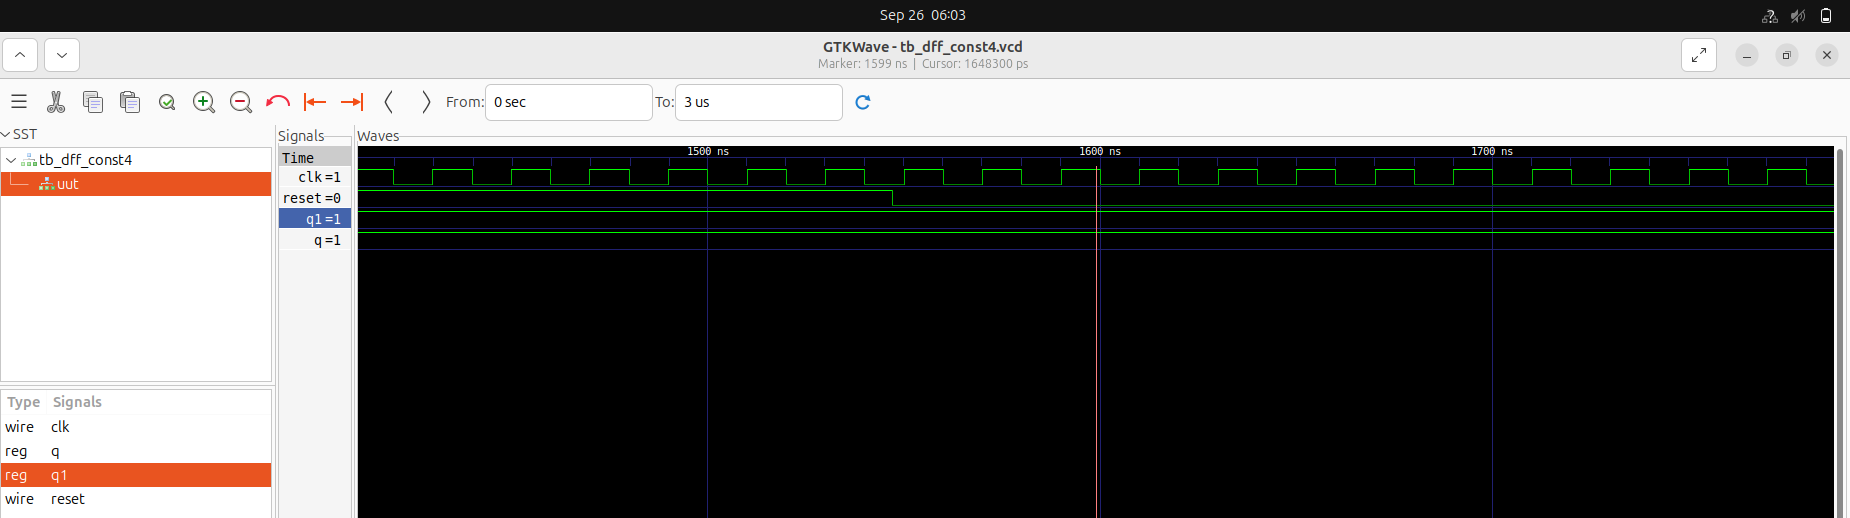 Sep 26 06:03
GTKWave - tb_dff_const4.vcd
Marker: 1599 ns | Cursor: 1648300 ps
From: 0 sec To: 3 us
SST
tb_dff_const4
uut
Type Signals
wire clk
reg q
reg q1
wire reset
Signals
Time
clk=1
reset=0
q1=1
q=1
Waves
1500 ns 1600 ns 1700 ns